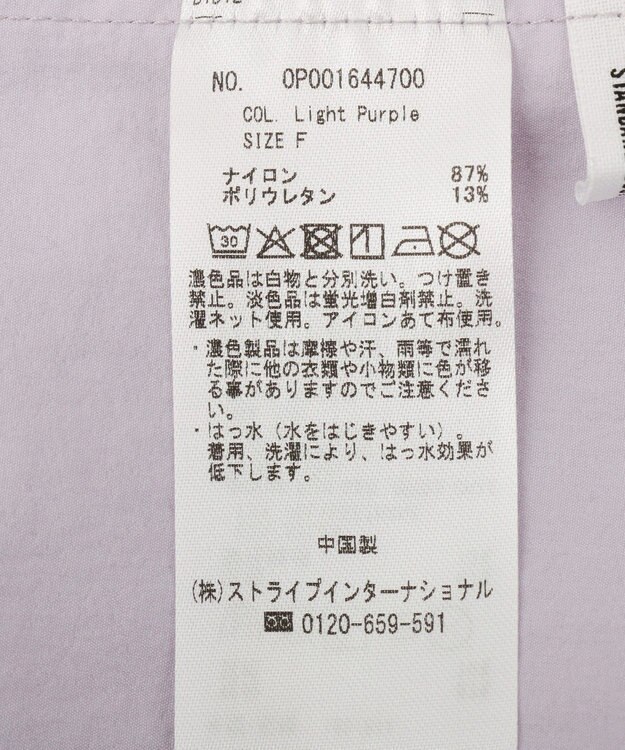 NO. OP001644700
COL. Light Purple
SIZE F
ナイロン 87%
ポリウレタン 13%
30
濃色品は白物と分別洗い。つけ置き
禁止。淡色品は蛍光増白剤禁止。洗
濯ネット使用。アイロンあて布使用。
・濃色製品は摩擦や汗、雨等で濡れ
た際に他の衣類や小物類に色が移
る事がありますのでご注意くださ
い。
・はっ水（水をはじきやすい）。
着用、洗濯により、はっ水効果が
低下します。
中国製
(株)ストライプインターナショナル
0120-659-591